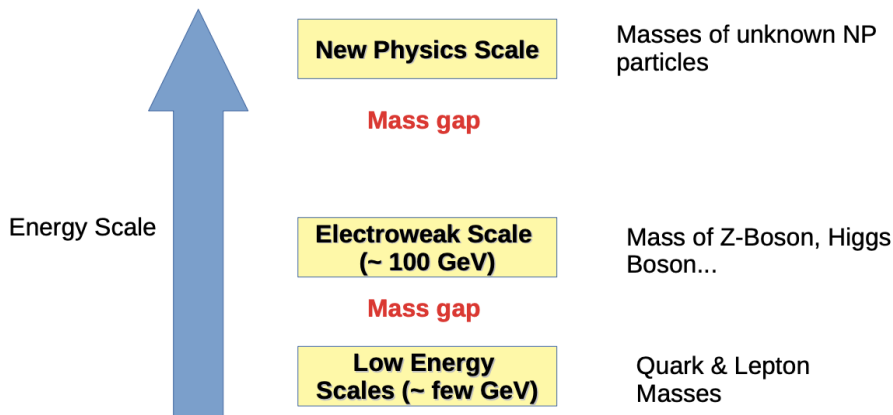 New Physics Scale
Masses of unknown NP
particles
Mass gap
Energy Scale
Electroweak Scale
(~ 100 GeV)
Mass of Z-Boson, Higgs
Boson...
Mass gap
Low Energy
Scales (~ few GeV)
Quark & Lepton
Masses